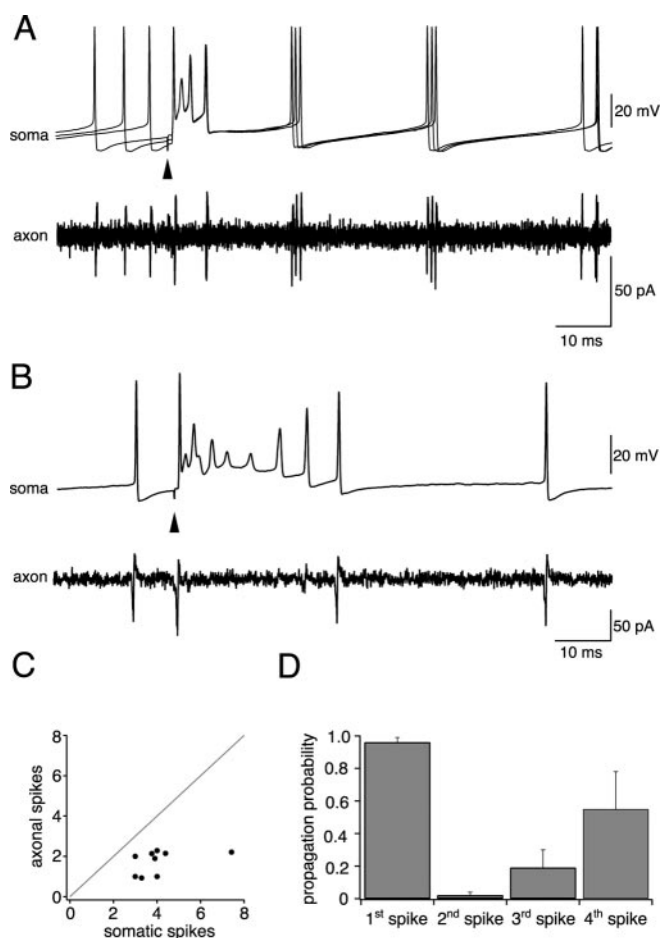 A
soma
20 mV
axon
50 pA
10 ms
B
soma
20 mV
axon
50 pA
10 ms
C
D
axonal spikes
8
6
4
2
0
0 2 4 6 8
somatic spikes
propagation probability
1.0
0.8
0.6
0.4
0.2
0
1st spike 2nd spike 3rd spike 4th spike